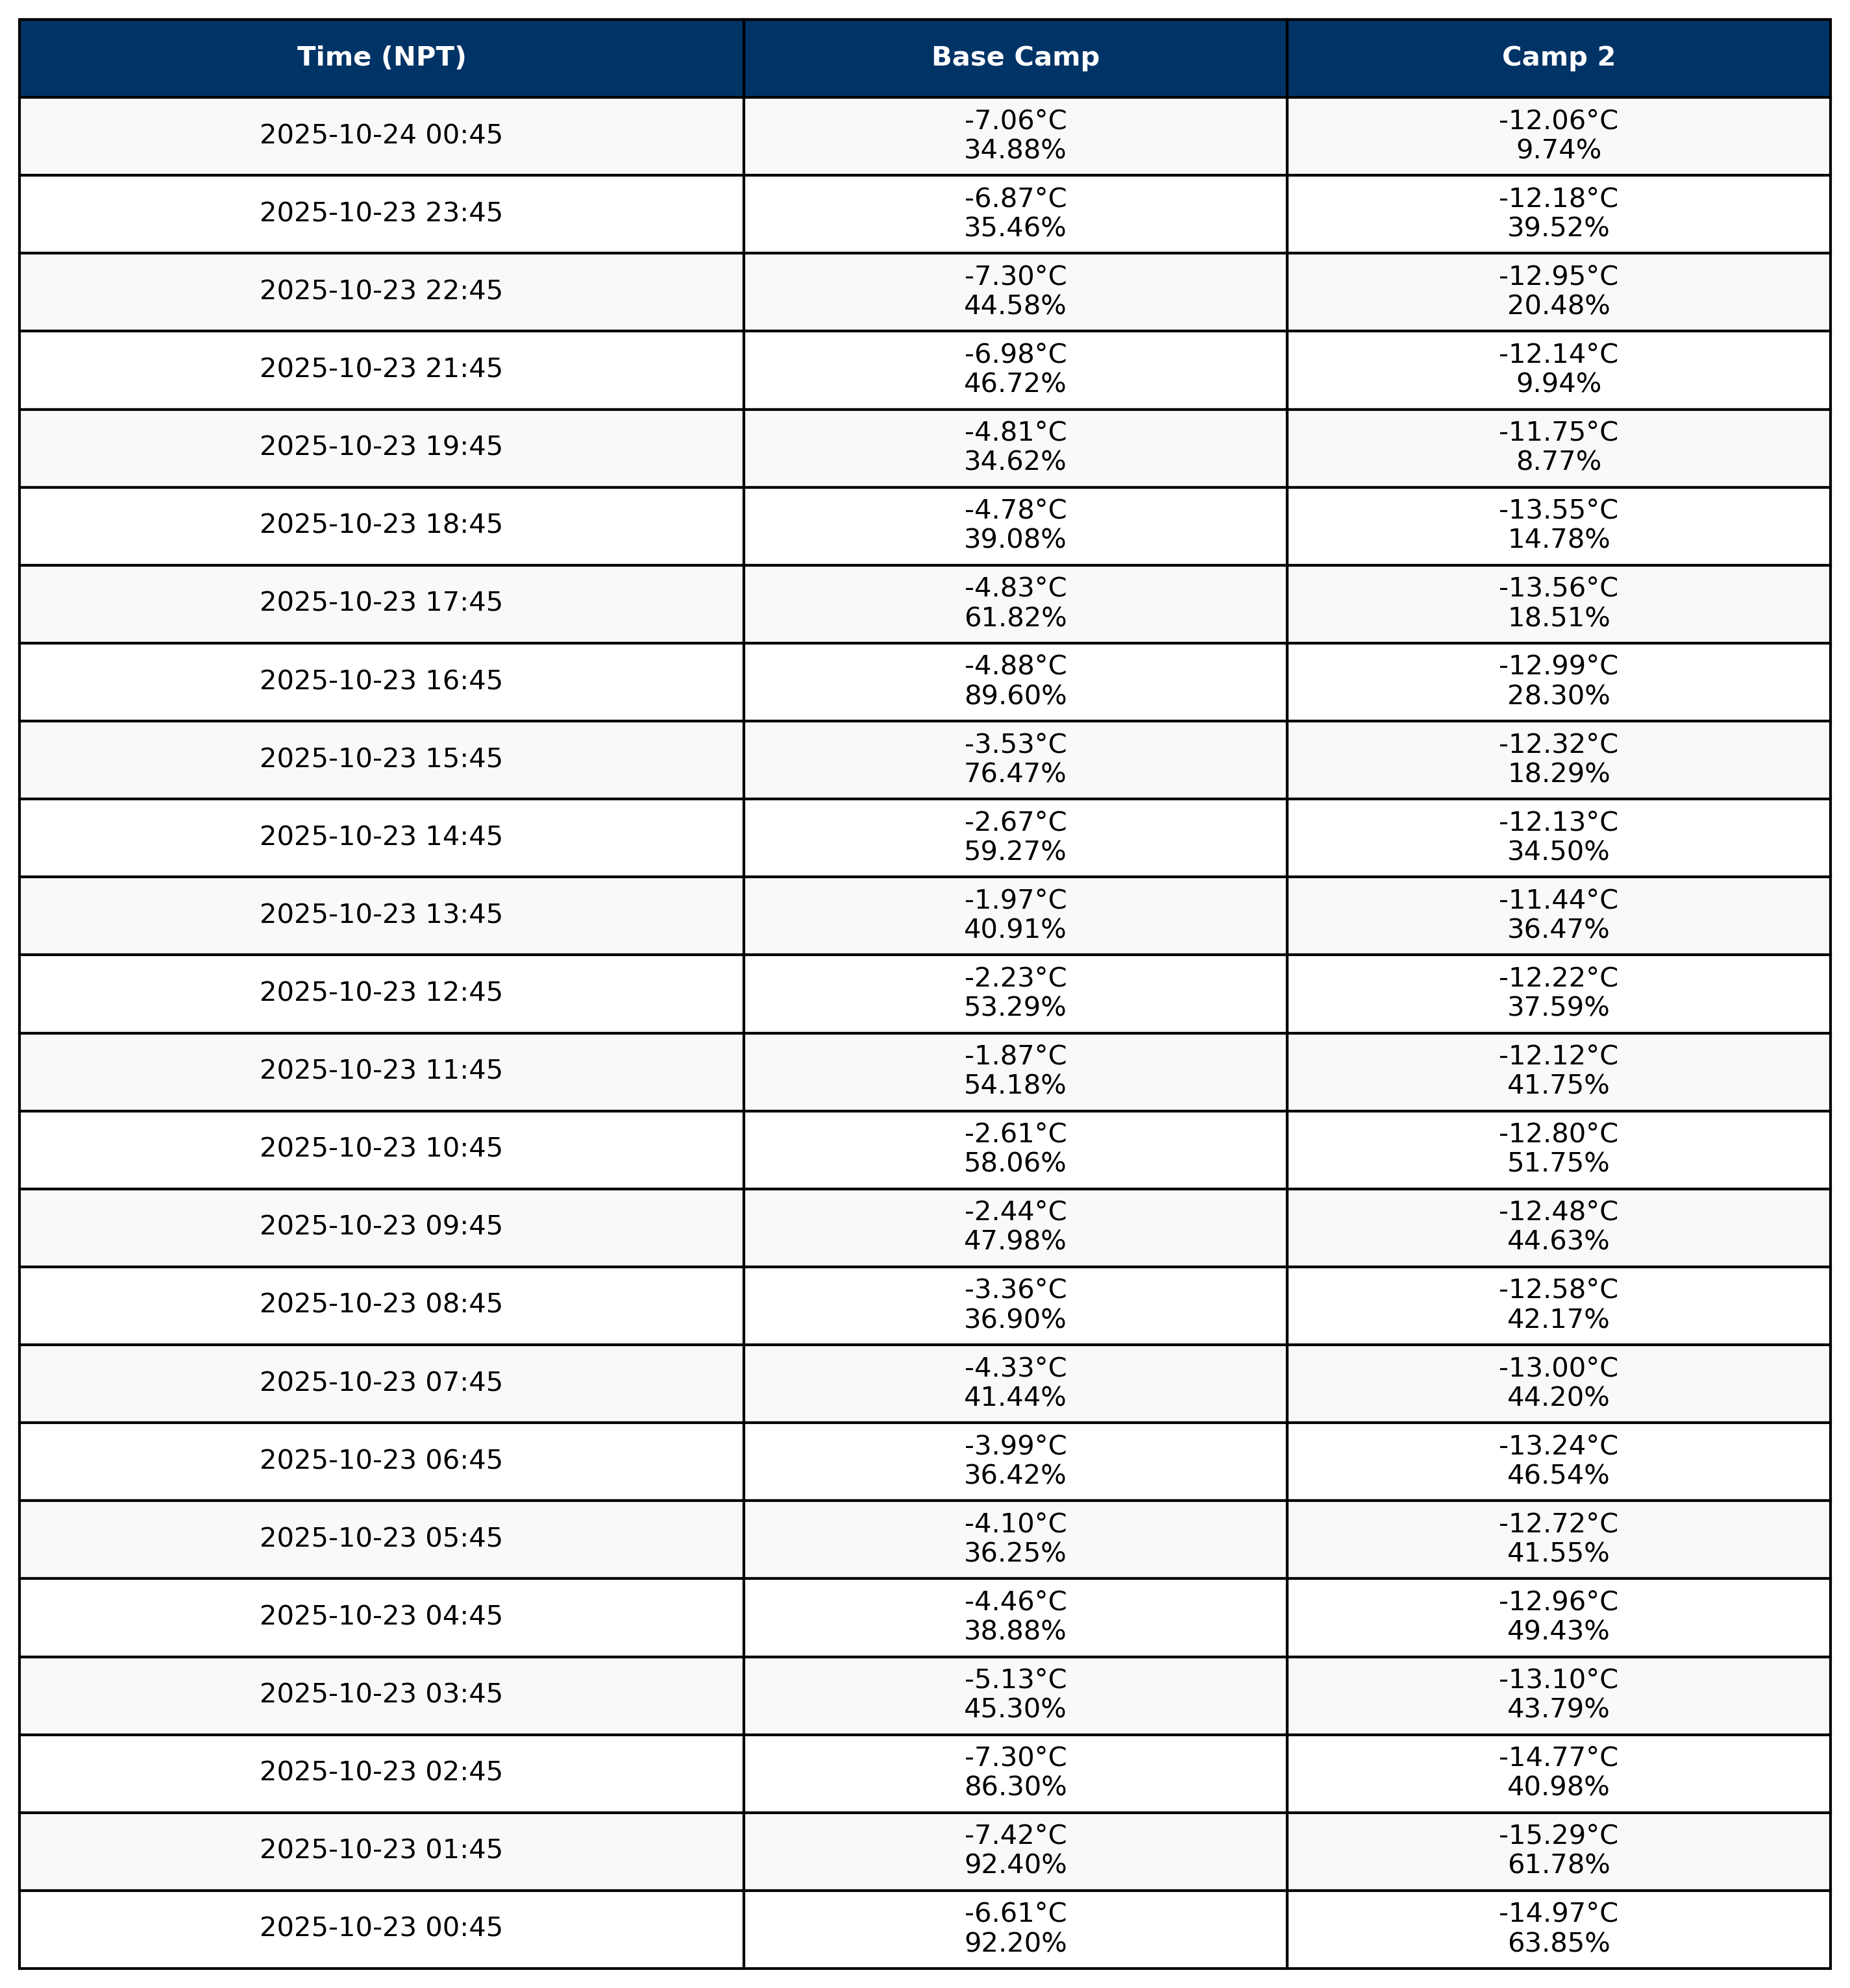 Time (NPT) Base Camp Camp 2
2025-10-24 00:45
-7.06°C
34.88%
-12.06°C
9.74%
2025-10-23 23:45
-6.87°C
35.46%
-12.18°C
39.52%
2025-10-23 22:45
-7.30°C
44.58%
-12.95°C
20.48%
2025-10-23 21:45
-6.98°C
46.72%
-12.14°C
9.94%
2025-10-23 19:45
-4.81°C
34.62%
-11.75°C
8.77%
2025-10-23 18:45
-4.78°C
39.08%
-13.55°C
14.78%
2025-10-23 17:45
-4.83°C
61.82%
-13.56°C
18.51%
2025-10-23 16:45
-4.88°C
89.60%
-12.99°C
28.30%
2025-10-23 15:45
-3.53°C
76.47%
-12.32°C
18.29%
2025-10-23 14:45
-2.67°C
59.27%
-12.13°C
34.50%
2025-10-23 13:45
-1.97°C
40.91%
-11.44°C
36.47%
2025-10-23 12:45
-2.23°C
53.29%
-12.22°C
37.59%
2025-10-23 11:45
-1.87°C
54.18%
-12.12°C
41.75%
2025-10-23 10:45
-2.61°C
58.06%
-12.80°C
51.75%
2025-10-23 09:45
-2.44°C
47.98%
-12.48°C
44.63%
2025-10-23 08:45
-3.36°C
36.90%
-12.58°C
42.17%
2025-10-23 07:45
-4.33°C
41.44%
-13.00°C
44.20%
2025-10-23 06:45
-3.99°C
36.42%
-13.24°C
46.54%
2025-10-23 05:45
-4.10°C
36.25%
-12.72°C
41.55%
2025-10-23 04:45
-4.46°C
38.88%
-12.96°C
49.43%
2025-10-23 03:45
-5.13°C
45.30%
-13.10°C
43.79%
2025-10-23 02:45
-7.30°C
86.30%
-14.77°C
40.98%
2025-10-23 01:45
-7.42°C
92.40%
-15.29°C
61.78%
2025-10-23 00:45
-6.61°C
92.20%
-14.97°C
63.85%